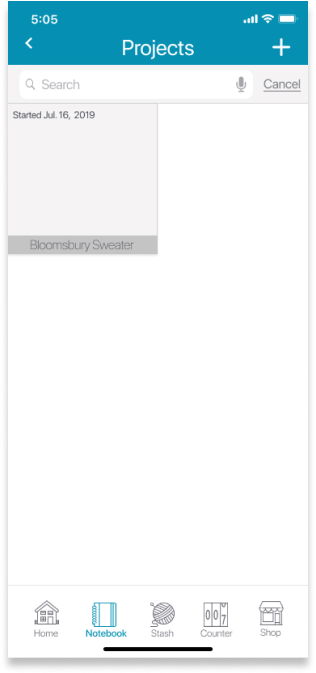 5:05
Projects
Search
Cancel
Started Jul. 16, 2019
Bloomsbury Sweater
007
Home
Notebook
Stash
Counter
Shop